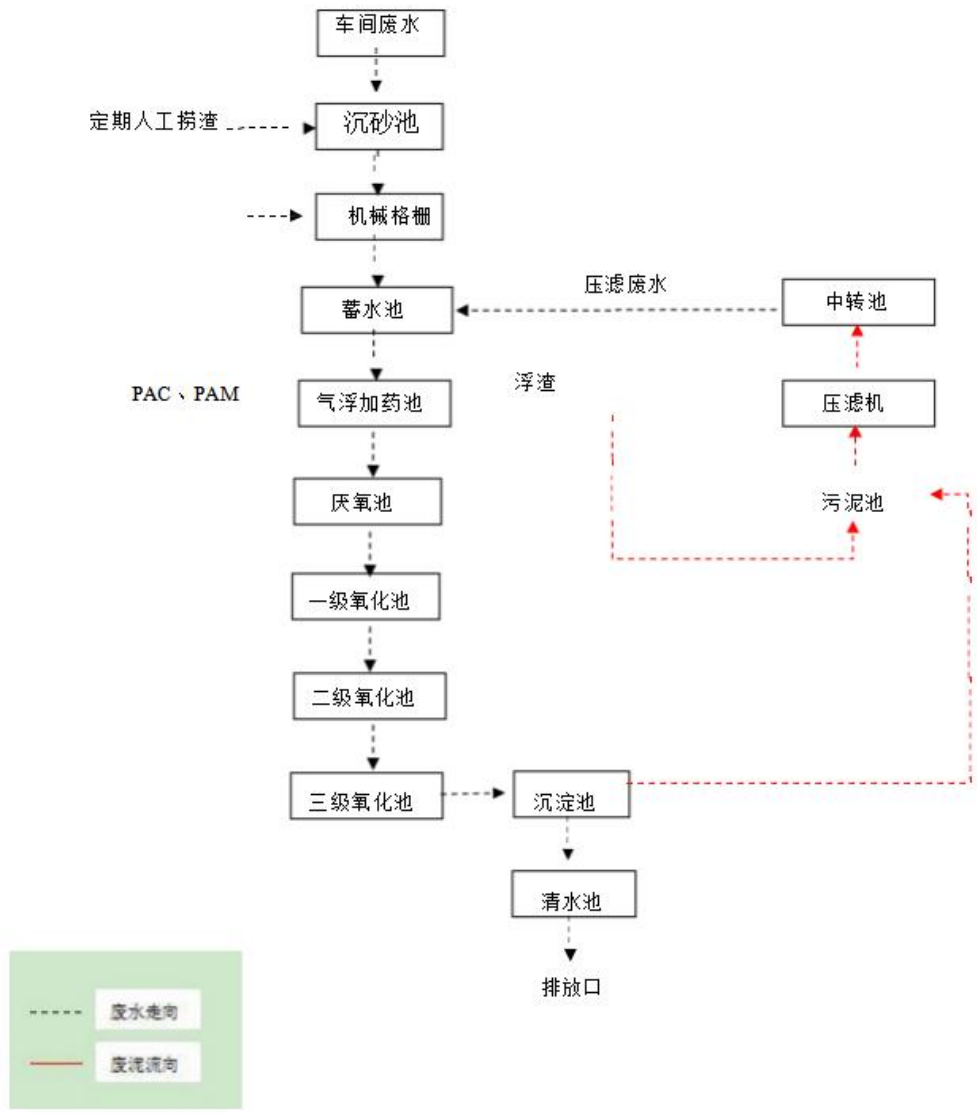 车间废水
定期人工捞渣
沉砂池
机械格栅
压滤废水
中转池
蓄水池
PAC、PAM
气浮加药池
浮渣
压滤机
厌氧池
污泥池
一级氧化池
二级氧化池
三级氧化池
沉淀池
清水池
排放口
废水走向
废泥流向